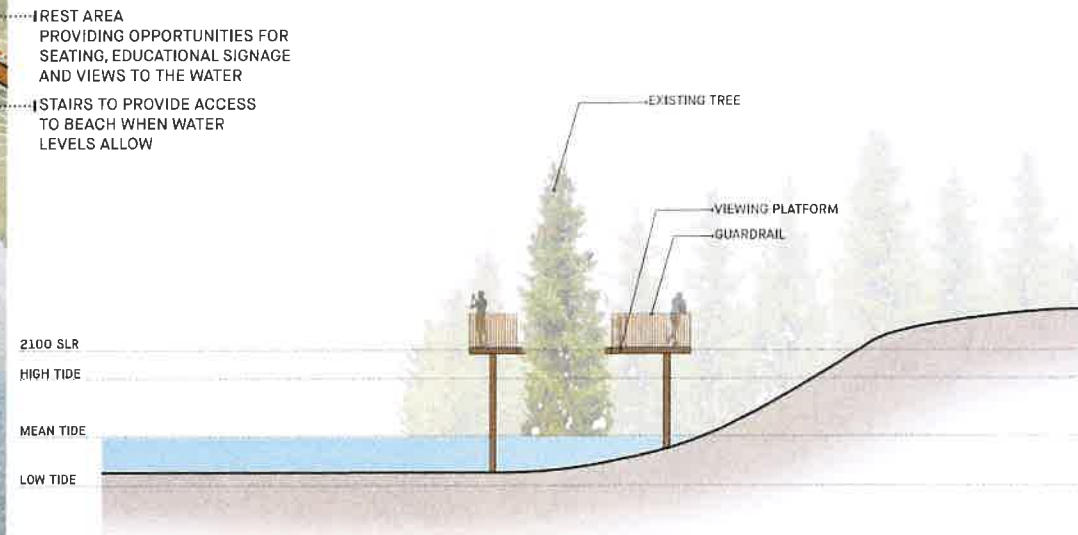 REST AREA
PROVIDING OPPORTUNITIES FOR
SEATING, EDUCATIONAL SIGNAGE
AND VIEWS TO THE WATER
STAIRS TO PROVIDE ACCESS
TO BEACH WHEN WATER
LEVELS ALLOW
EXISTING TREE
VIEWING PLATFORM
GUARDRAIL
2100 SLR
HIGH TIDE
MEAN TIDE
LOW TIDE